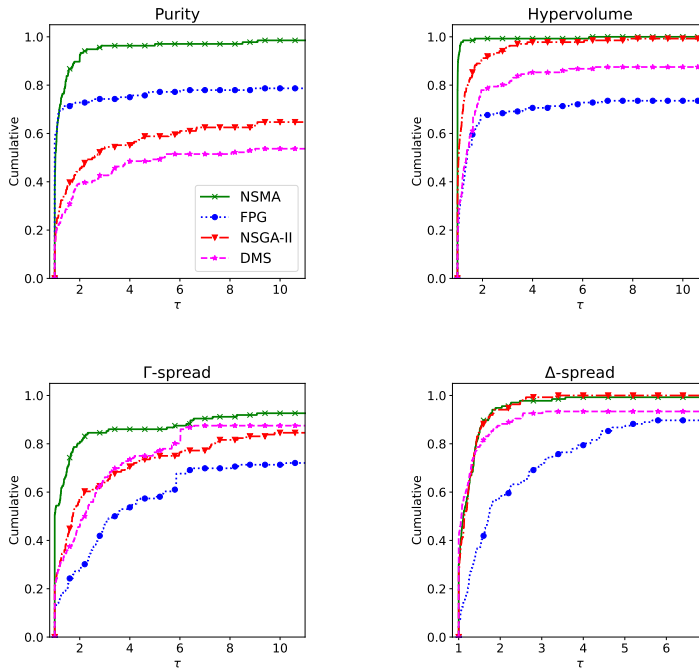 Purity
Cumulative
1.0
0.8
0.6
0.4
0.2
0.0
2 4 6 8 10
τ
NSMA
FPG
NSGA-II
DMS
Hypervolume
Cumulative
1.0
0.8
0.6
0.4
0.2
0.0
2 4 6 8 10
τ
Γ-spread
Cumulative
1.0
0.8
0.6
0.4
0.2
0.0
2 4 6 8 10
τ
Δ-spread
Cumulative
1.0
0.8
0.6
0.4
0.2
0.0
1 2 3 4 5 6
τ